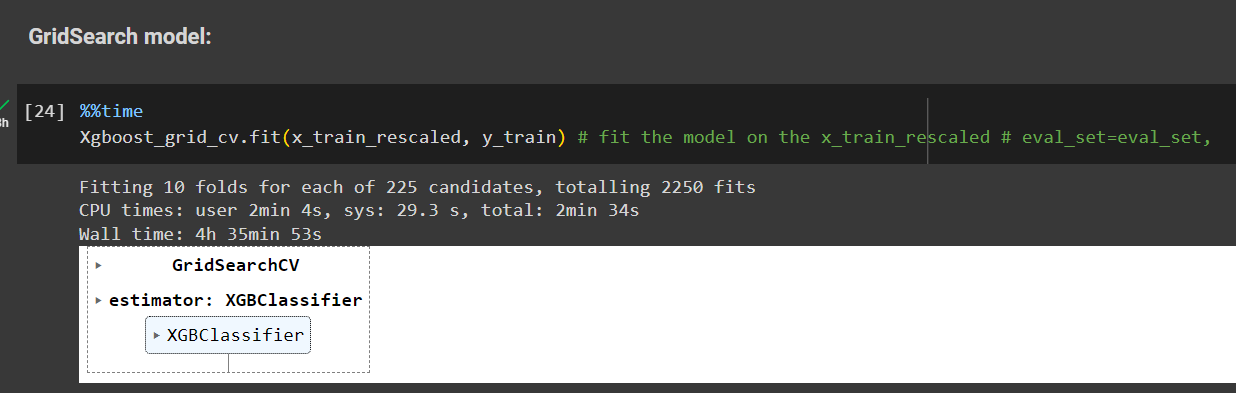 GridSearch model:
[24] %%time
Xgboost_grid_cv.fit(x_train_rescaled, y_train) # fit the model on the x_train_rescaled # eval_set=eval_set,
Fitting 10 folds for each of 225 candidates, totalling 2250 fits
CPU times: user 2min 4s, sys: 29.3 s, total: 2min 34s
Wall time: 4h 35min 53s
GridSearchCV
estimator: XGBClassifier
XGBClassifier